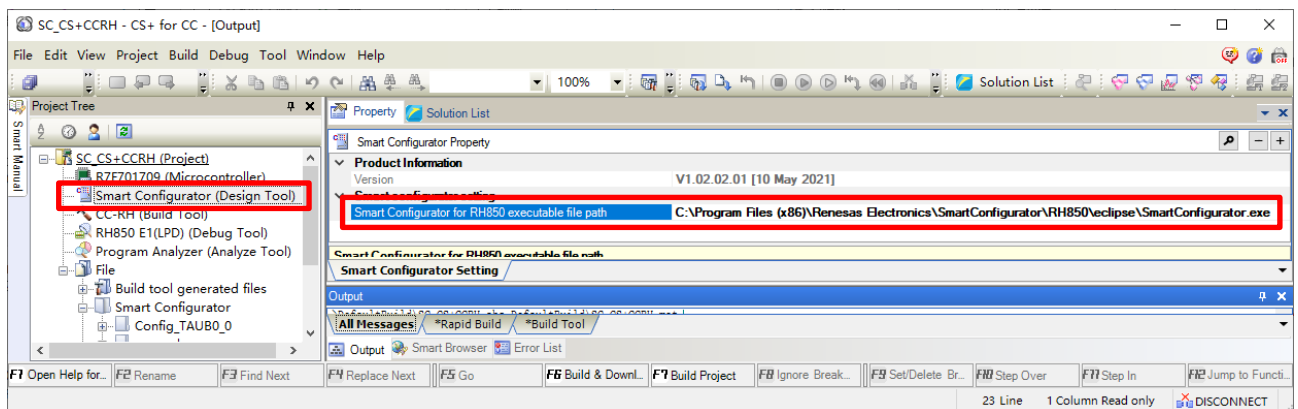 SC_CS+CCRH - CS+ for CC - [Output]
File Edit View Project Build Debug Tool Window Help
100% Solution List
Project Tree
Property Solution List
Smart Manual
Smart Configurator Property
SC_CS+CCRH (Project)
Product Information
R7F701709 (Microcontroller)
Version V1.02.02.01 [10 May 2021]
Smart Configurator (Design Tool)
Smart configurator setting
Smart Configurator for RH850 executable file path C:\Program Files (x86)\Renesas Electronics\SmartConfigurator\RH850\eclipse\SmartConfigurator.exe
CC-RH (Build Tool)
RH850 E1(LPD) (Debug Tool)
Program Analyzer (Analyze Tool)
Smart Configurator for RH850 executable file path
File
Smart Configurator Setting
Build tool generated files
Output
Smart Configurator
Config_TAUB0_0
All Messages *Rapid Build *Build Tool
Output Smart Browser Error List
F1 Open Help for... F2 Rename F3 Find Next F4 Replace Next F5 Go F6 Build & Downl... F7 Build Project F8 Ignore Break... F9 Set/Delete Br... F10 Step Over F11 Step In F12 Jump to Functi...
23 Line 1 Column Read only DISCONNECT